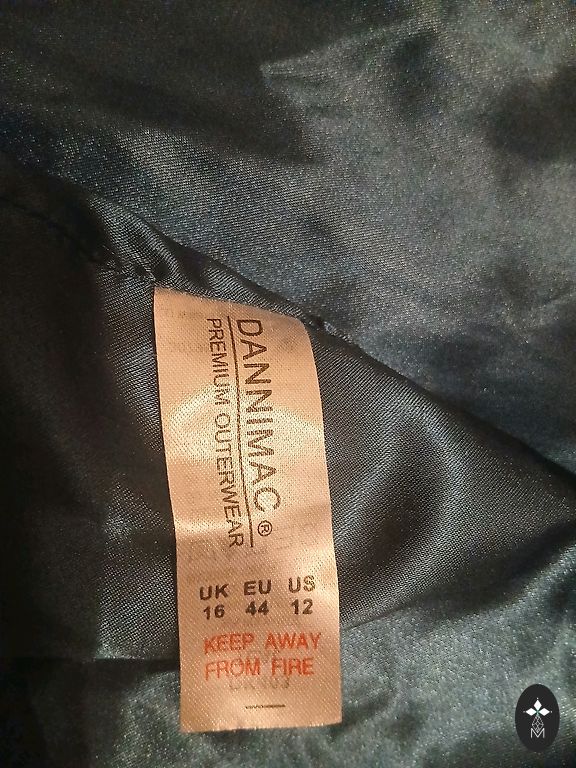 DANNIMAC®
PREMIUM OUTERWEAR
UK EU US
16 44 12
KEEP AWAY
FROM FIRE
M